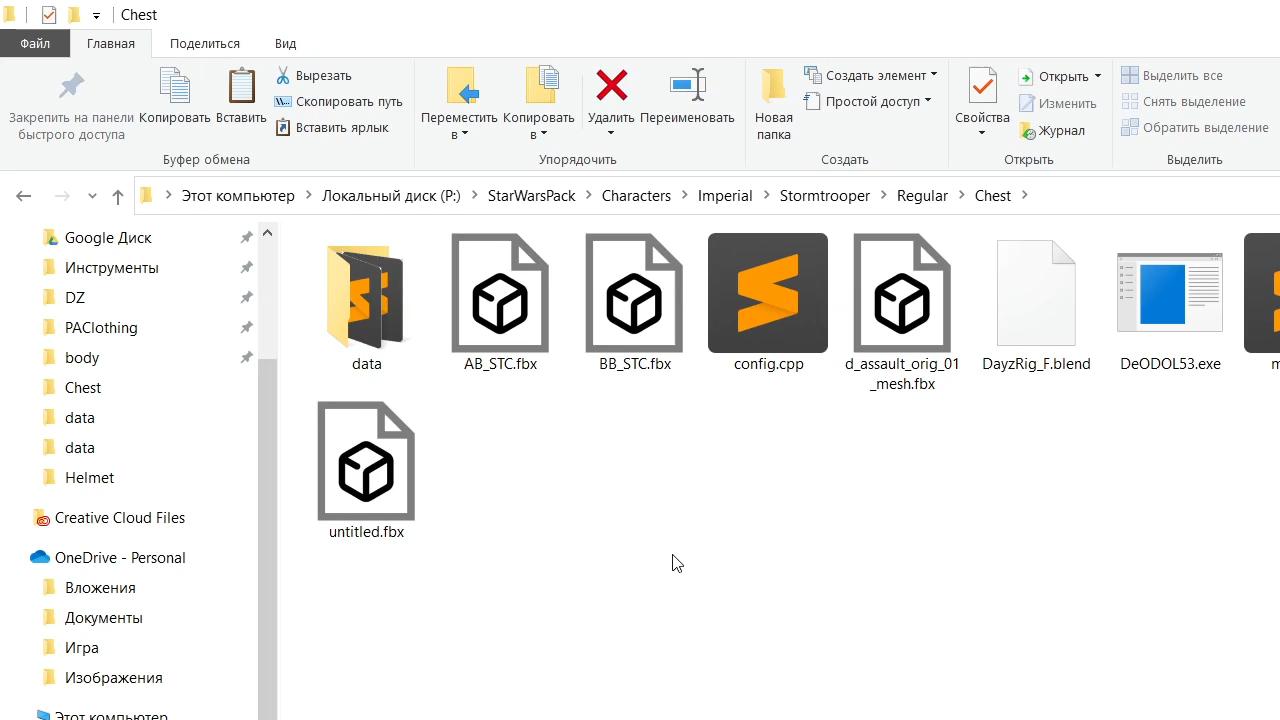 Chest
Файл
Главная
Поделиться
Вид
Закрепить на панели
быстрого доступа
Копировать
Вставить
Вырезать
Скопировать путь
Вставить ярлык
Буфер обмена
Переместить
в
Копировать
в
Удалить
Переименовать
Упорядочить
Новая
папка
Создать элемент
Простой доступ
Создать
Свойства
Открыть
Изменить
Журнал
Открыть
Выделить все
Снять выделение
Обратить выделение
Выделить
Этот компьютер
Локальный диск (P:)
StarWarsPack
Characters
Imperial
Stormtrooper
Regular
Chest
Google Диск
Инструменты
DZ
PAClothing
body
Chest
data
data
Helmet
Creative Cloud Files
OneDrive - Personal
Вложения
Документы
Игра
Изображения
Этот компьютер
data
AB_STC.fbx
BB_STC.fbx
config.cpp
d_assault_orig_01
_mesh.fbx
DayzRig_F.blend
DeODOL53.exe
untitled.fbx